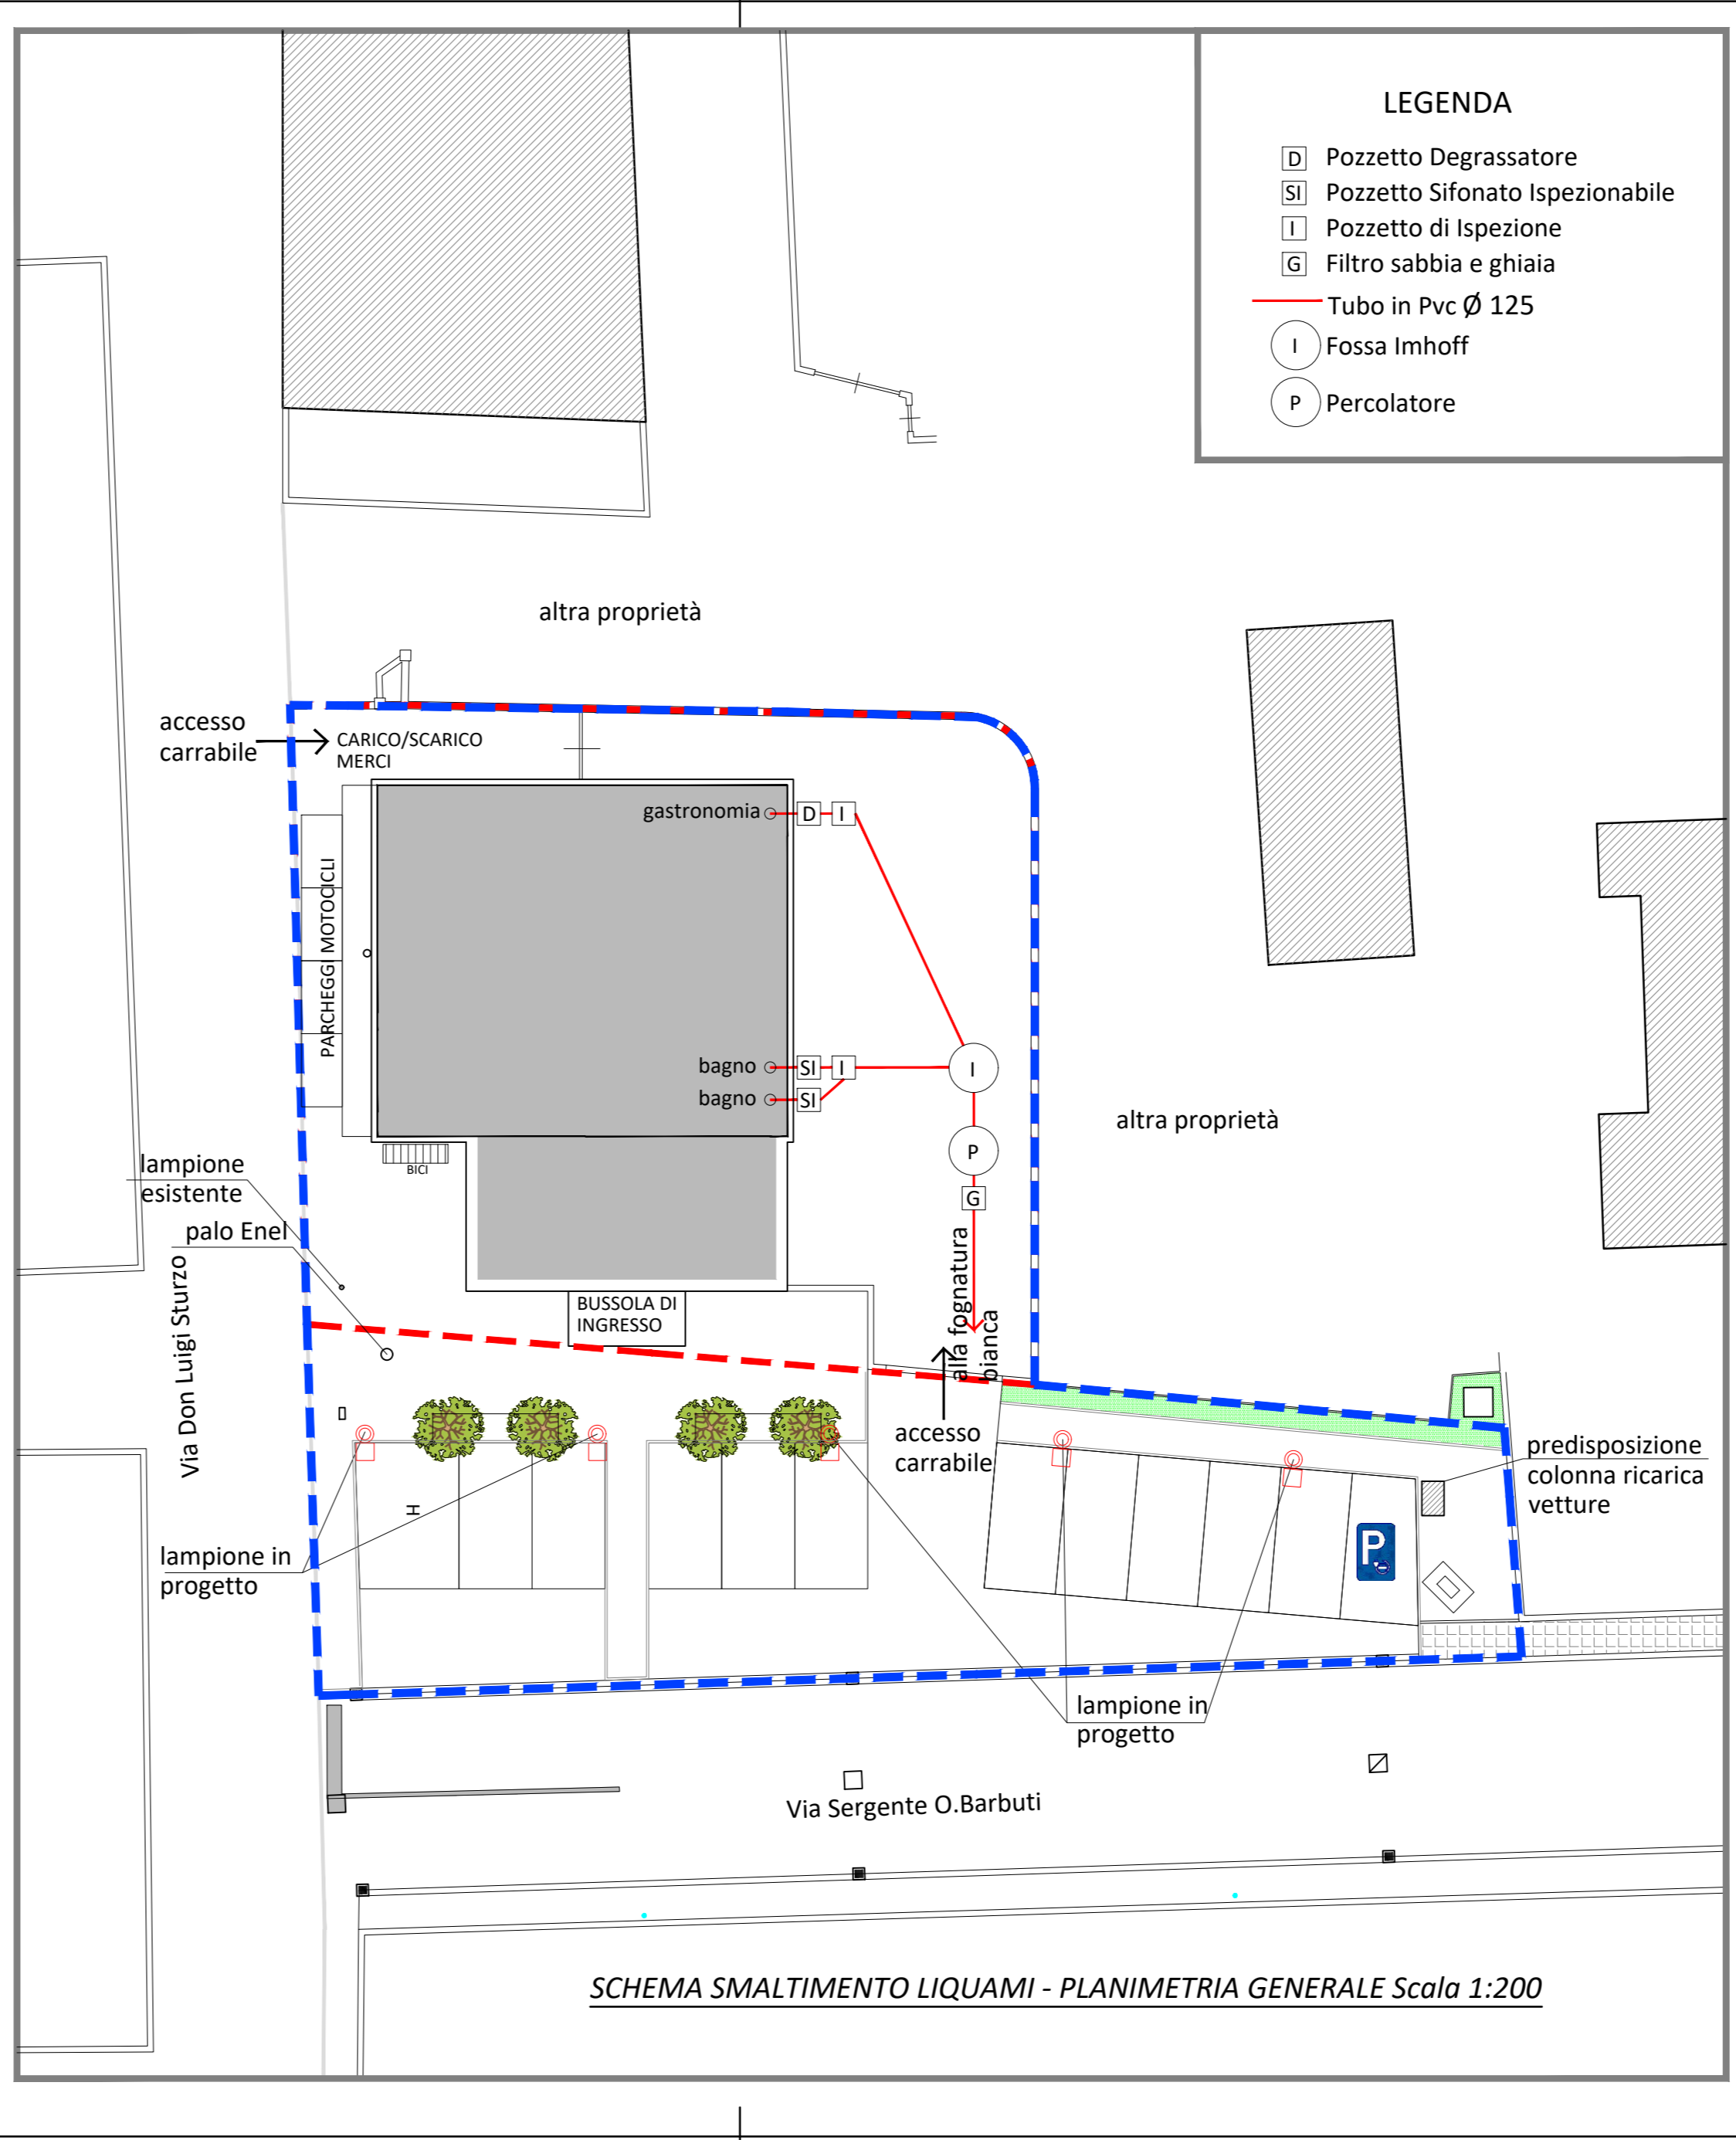 LEGENDA
D Pozzetto Degrassatore
SI Pozzetto Sifonato Ispezionabile
I Pozzetto di Ispezione
G Filtro sabbia e ghiaia
Tubo in Pvc Ø 125
I Fossa Imhoff
P Percolatore
altra proprietà
accesso
carrabile
CARICO/SCARICO
MERCI
gastronomia
D I
PARCHEGGI MOTOCICLI
bagno
SI I
I
bagno
SI
altra proprietà
P
G
BICI
lampione
esistente
palo Enel
Via Don Luigi Sturzo
BUSSOLA DI
INGRESSO
alla fognatura
bianca
accesso
carrabile
predisposizione
colonna ricarica
vetture
H
P
lampione in
progetto
lampione in
progetto
Via Sergente O.Barbuti
SCHEMA SMALTIMENTO LIQUAMI - PLANIMETRIA GENERALE Scala 1:200